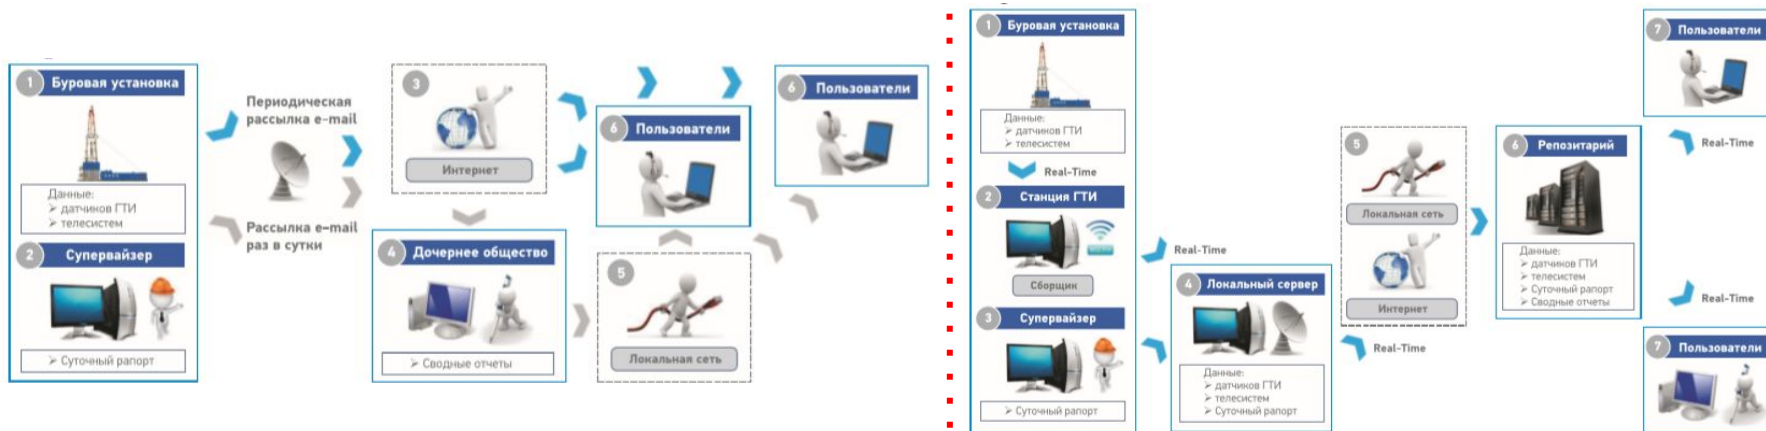 1 Буровая установка
Данные:
➢ датчиков ГТИ
➢ телесистем
2 Супервайзер
➢ Суточный рапорт
Периодическая
рассылка e-mail
Рассылка e-mail
раз в сутки
3
Интернет
4 Дочернее общество
➢ Сводные отчеты
5
Локальная сеть
6 Пользователи
6 Пользователи
1 Буровая установка
Данные:
➢ датчиков ГТИ
➢ телесистем
Real-Time
2 Станция ГТИ
Сборщик
3 Супервайзер
➢ Суточный рапорт
Real-Time
4 Локальный сервер
Данные:
➢ датчиков ГТИ
➢ телесистем
➢ Суточный рапорт
Real-Time
5
Локальная сеть
Интернет
6 Репозитарий
Данные:
➢ датчиков ГТИ
➢ телесистем
➢ Суточный рапорт
➢ Сводные отчеты
7 Пользователи
Real-Time
Real-Time
7 Пользователи